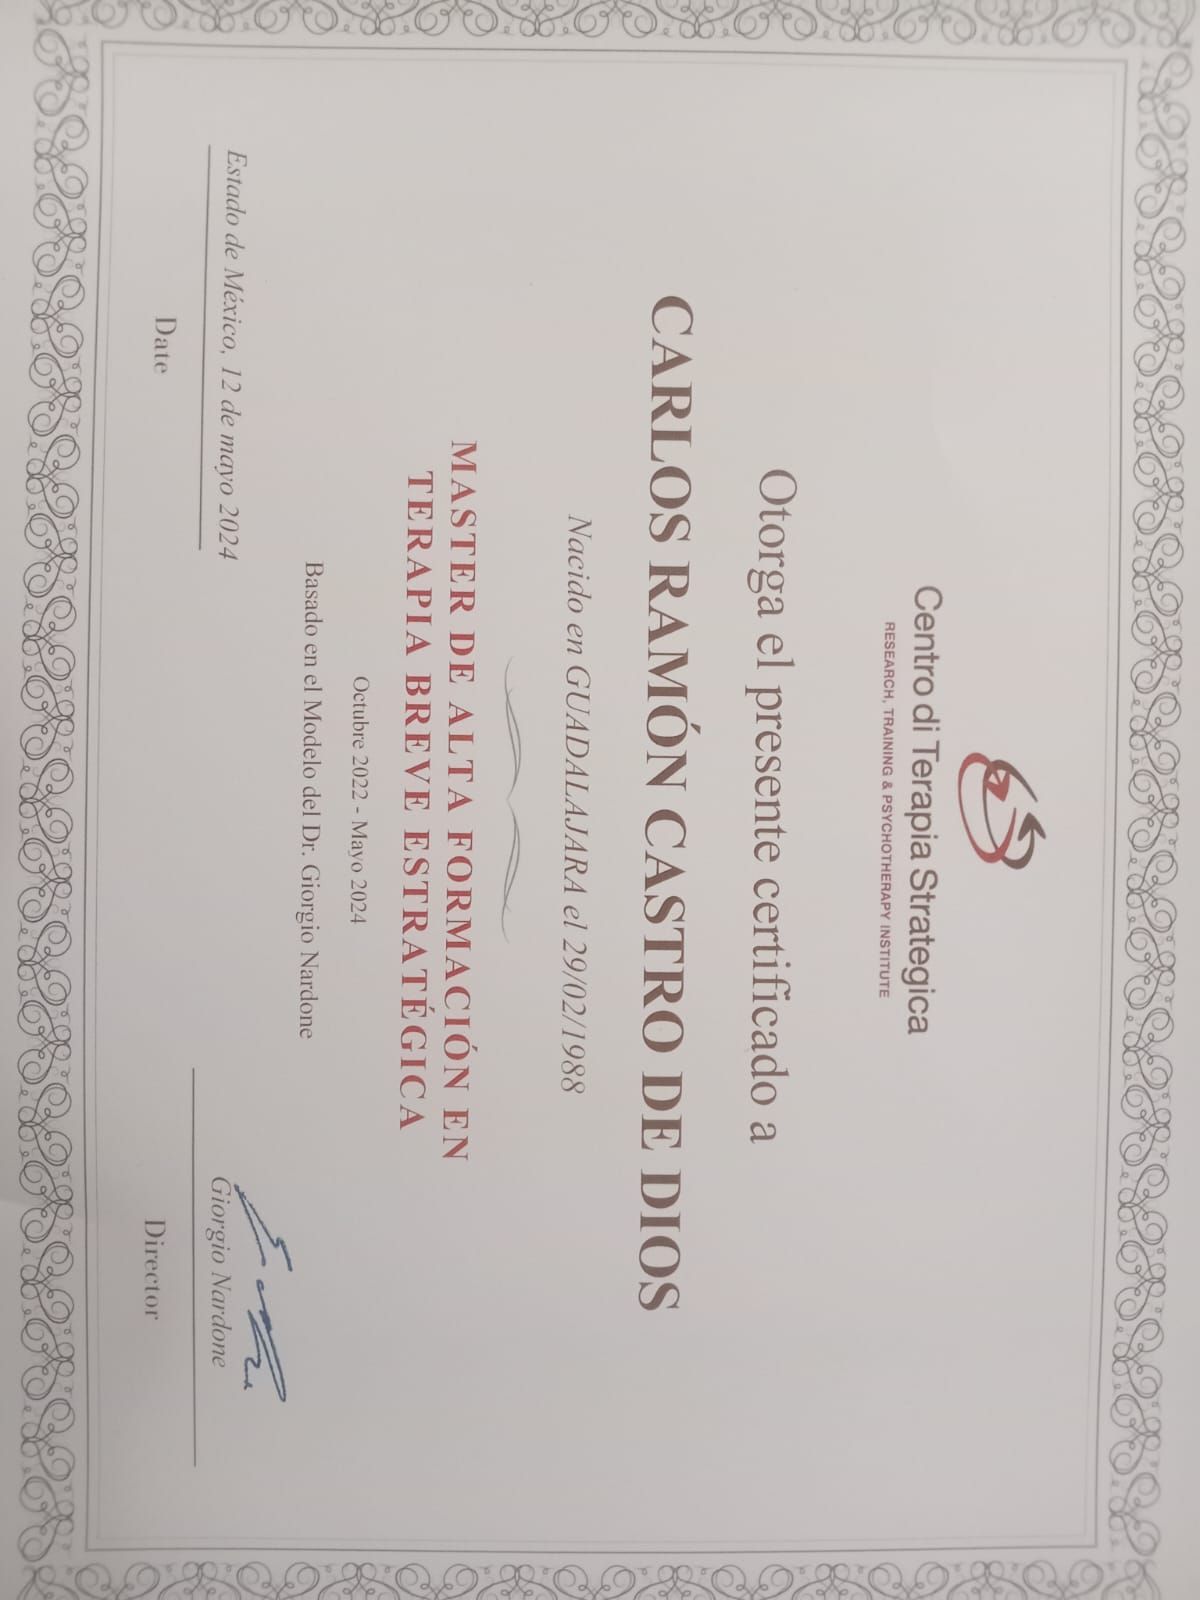 Centro di Terapia Strategica
RESEARCH, TRAINING & PSYCHOTHERAPY INSTITUTE
Otorga el presente certificado a
CARLOS RAMÓN CASTRO DE DIOS
Nacido en GUADALAJARA el 29/02/1988
MASTER DE ALTA FORMACIÓN EN
TERAPIA BREVE ESTRATÉGICA
Octubre 2022 - Mayo 2024
Basado en el Modelo del Dr. Giorgio Nardone
Estado de México, 12 de mayo 2024
Date
Giorgio Nardone
Director